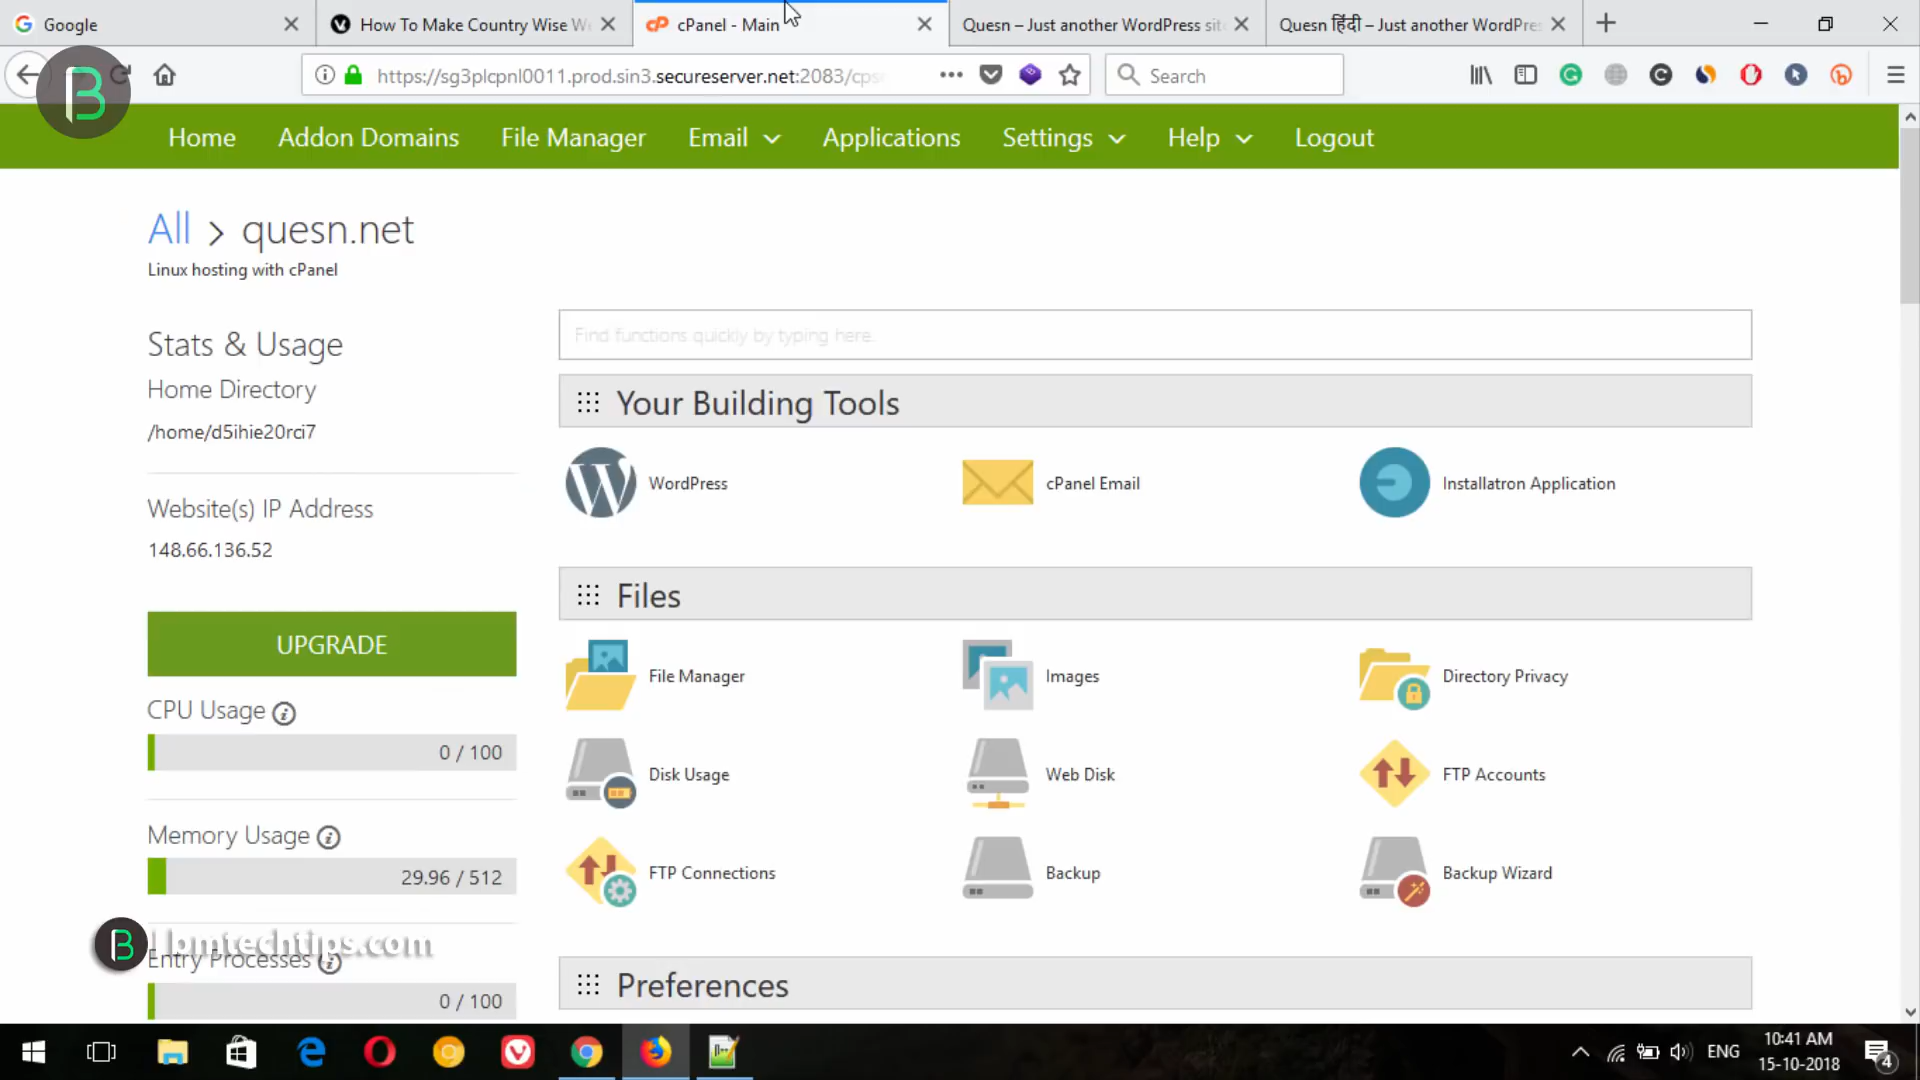 Google
How To Make Country Wise W
cPanel - Main
Quesn – Just another WordPress sit
Quesn हिंदी – Just another WordPre
https://sg3plcpnl0011.prod.sin3.secureserver.net:2083/cps
Search
Home
Addon Domains
File Manager
Email
Applications
Settings
Help
Logout
All > quesn.net
Linux hosting with cPanel
Stats & Usage
Home Directory
/home/d5ihie20rci7
Website(s) IP Address
148.66.136.52
UPGRADE
CPU Usage
0 / 100
Memory Usage
29.96 / 512
bmtechtips.com
Entry Processes
0 / 100
Find functions quickly by typing here.
Your Building Tools
WordPress
cPanel Email
Installatron Application
Files
File Manager
Images
Directory Privacy
Disk Usage
Web Disk
FTP Accounts
FTP Connections
Backup
Backup Wizard
Preferences
ENG
10:41 AM
15-10-2018
4